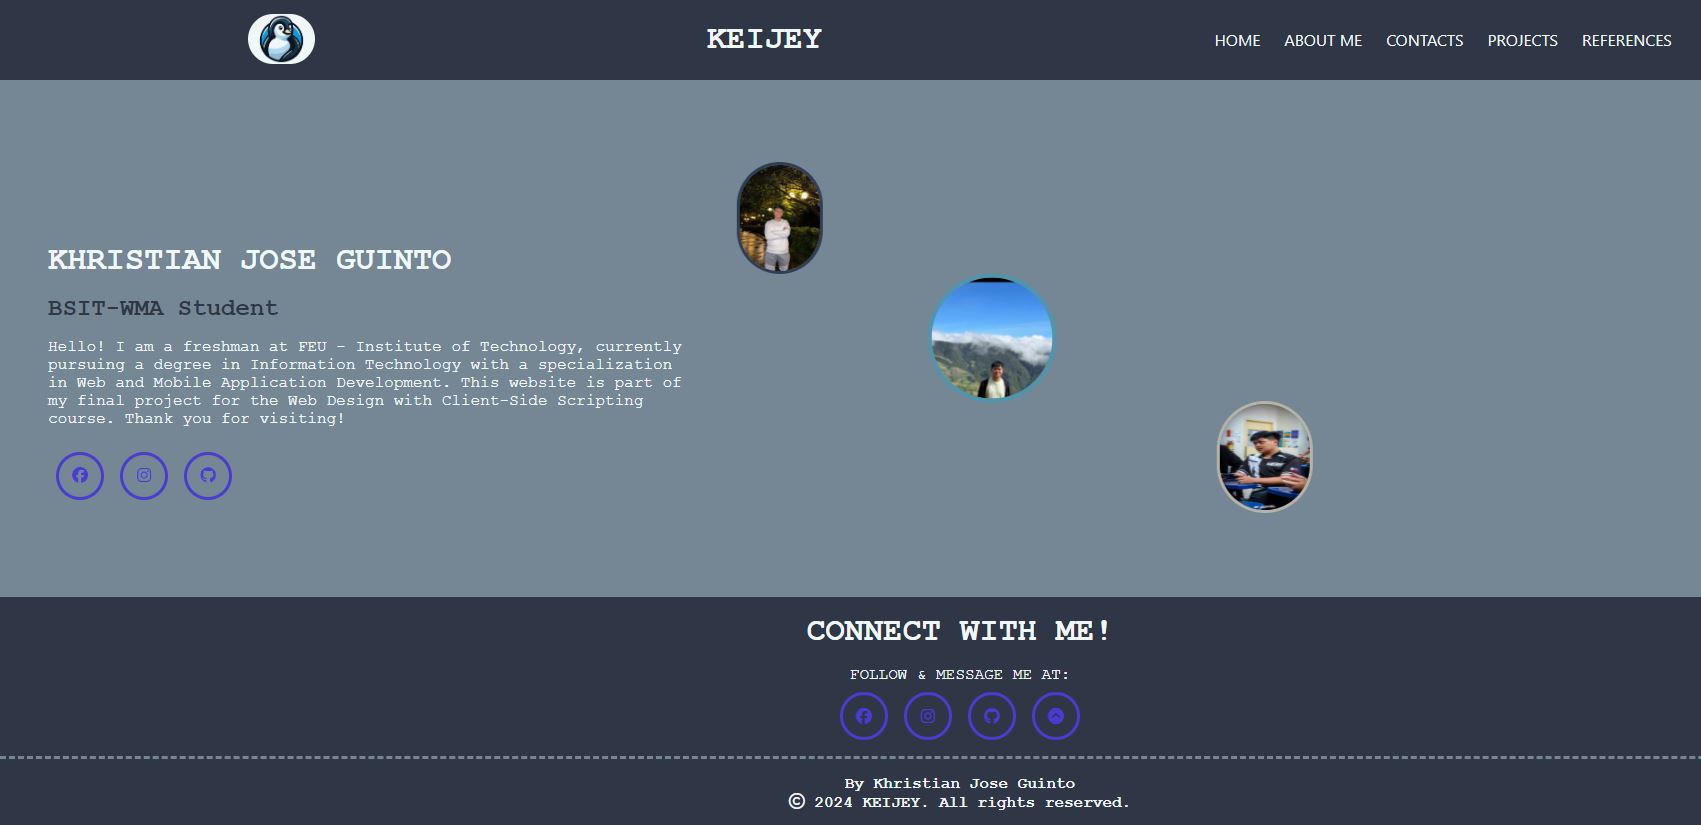 KEIJEY
HOME ABOUT ME CONTACTS PROJECTS REFERENCES
KHRISTIAN JOSE GUINTO
BSIT-WMA Student
Hello! I am a freshman at FEU - Institute of Technology, currently
pursuing a degree in Information Technology with a specialization
in Web and Mobile Application Development. This website is part of
my final project for the Web Design with Client-Side Scripting
course. Thank you for visiting!
CONNECT WITH ME!
FOLLOW & MESSAGE ME AT:
By Khristian Jose Guinto
© 2024 KEIJEY. All rights reserved.